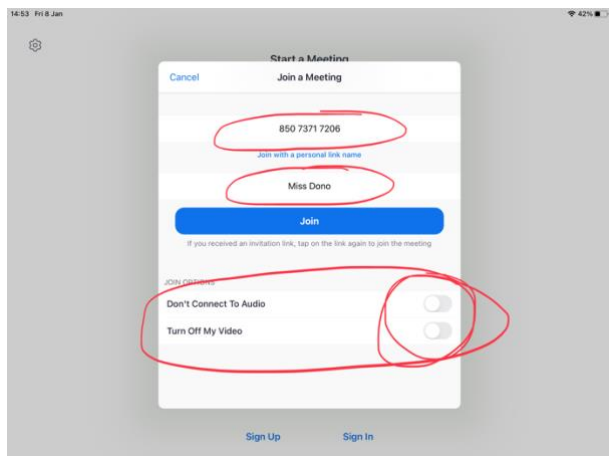 14:53 Fri 8 Jan
42%
Start a Meeting
Cancel
Join a Meeting
850 7371 7206
Join with a personal link name
Miss Dono
Join
If you received an invitation link, tap on the link again to join the meeting
JOIN OPTIONS
Don't Connect To Audio
Turn Off My Video
Sign Up
Sign In